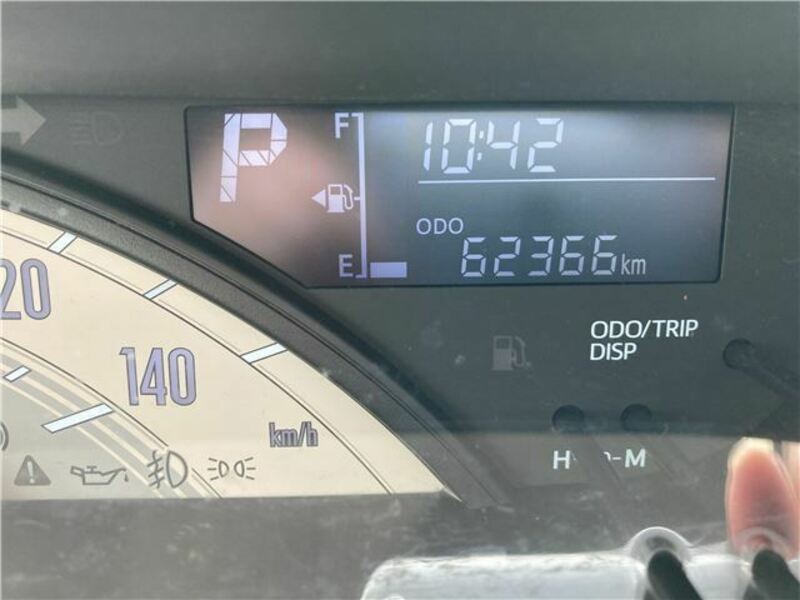 P
F
10:42
ODO
E
62366km
20
140
km/h
ODO/TRIP
DISP
H
-M